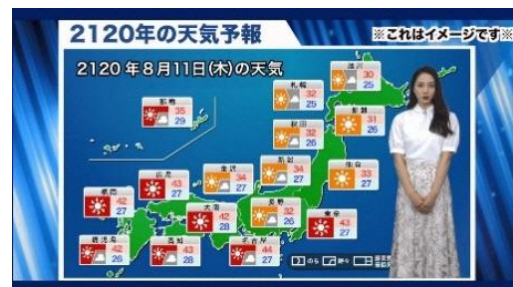 2120年の天気予報
※これはイメージです※
2120年8月11日(木)の天気
那覇
35
29
札幌
32
25
釧路
30
25
秋田
32
26
31
26
新潟
34
27
仙台
33
27
金沢
34
27
広島
43
27
福岡
42
27
大阪
42
28
長野
32
26
東京
43
27
鹿児島
42
26
高知
43
28
名古屋
44
27
のち
時々